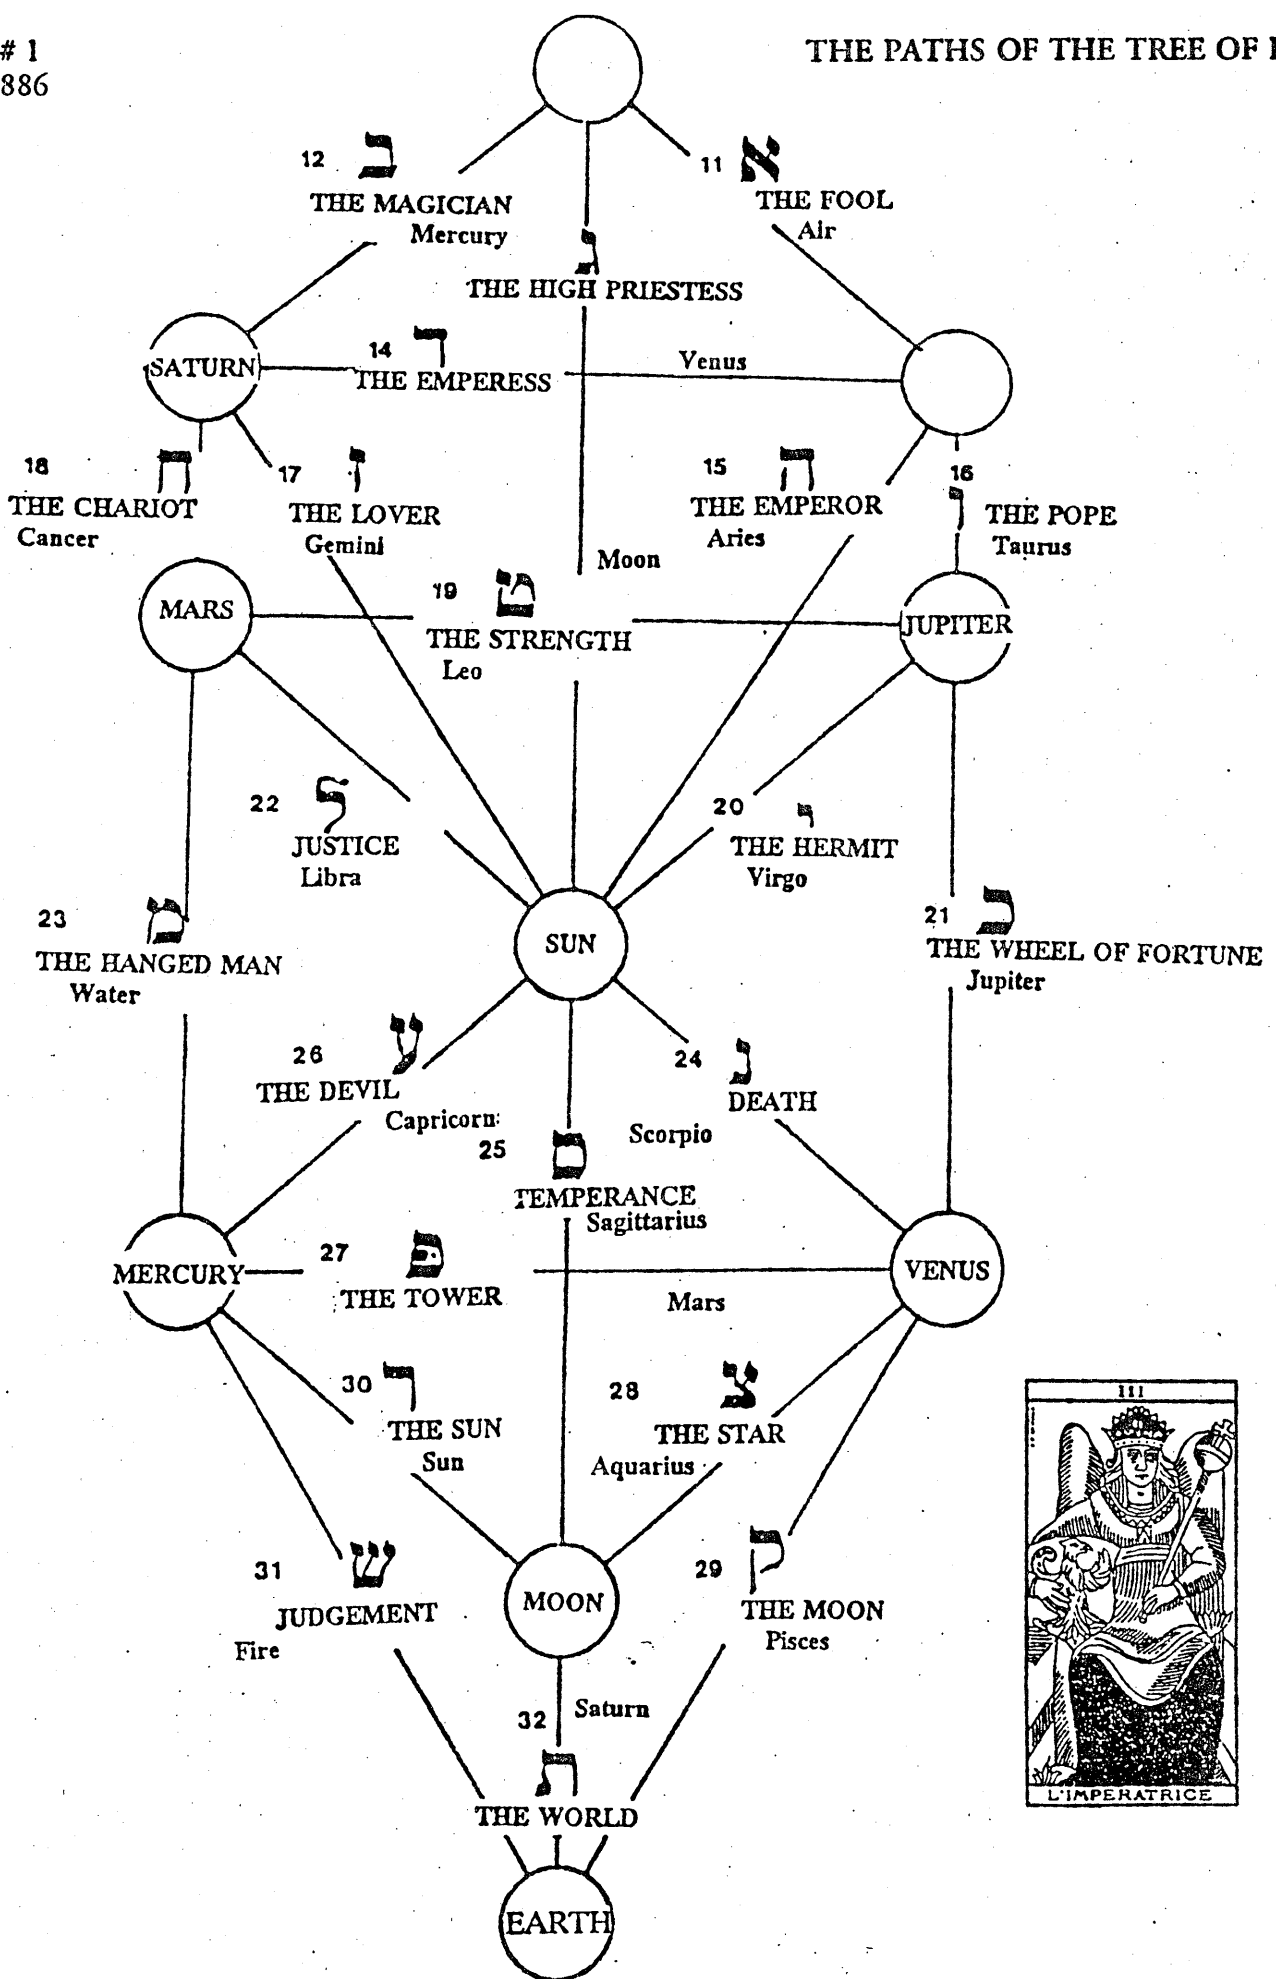 # 1
THE PATHS OF THE TREE OF
886
12 ב
11 א
THE MAGICIAN
Mercury
THE FOOL
Air
ג
THE HIGH PRIESTESS
14 ד
THE EMPERESS
Venus
SATURN
18 ח
THE CHARIOT
Cancer
17 ז
THE LOVER
Gemini
15 ה
THE EMPEROR
Aries
16
ו THE POPE
Taurus
Moon
MARS
19 ט
THE STRENGTH
Leo
JUPITER
22 ל
JUSTICE
Libra
20 י
THE HERMIT
Virgo
23 מ
THE HANGED MAN
Water
SUN
21 כ
THE WHEEL OF FORTUNE
Jupiter
26 ע
THE DEVIL
Capricorn
24 נ
DEATH
Scorpio
25 ס
TEMPERANCE
Sagittarius
MERCURY
27 פ
THE TOWER
Mars
VENUS
30 ר
THE SUN
Sun
28 צ
THE STAR
Aquarius
III
31 ש
JUDGEMENT
Fire
MOON
29 ק
THE MOON
Pisces
Saturn
32
ת
THE WORLD
L'IMPERATRICE
EARTH